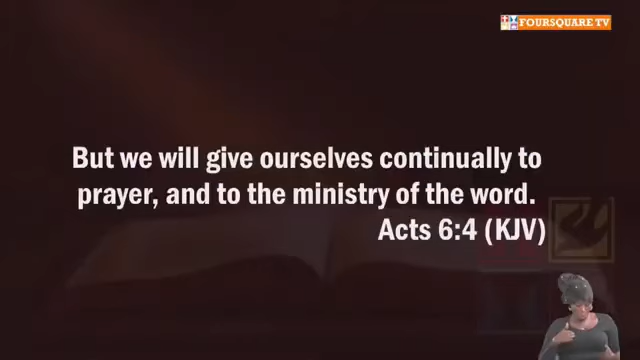 FOURSQUARE TV
But we will give ourselves continually to
prayer, and to the ministry of the word.
Acts 6:4 (KJV)